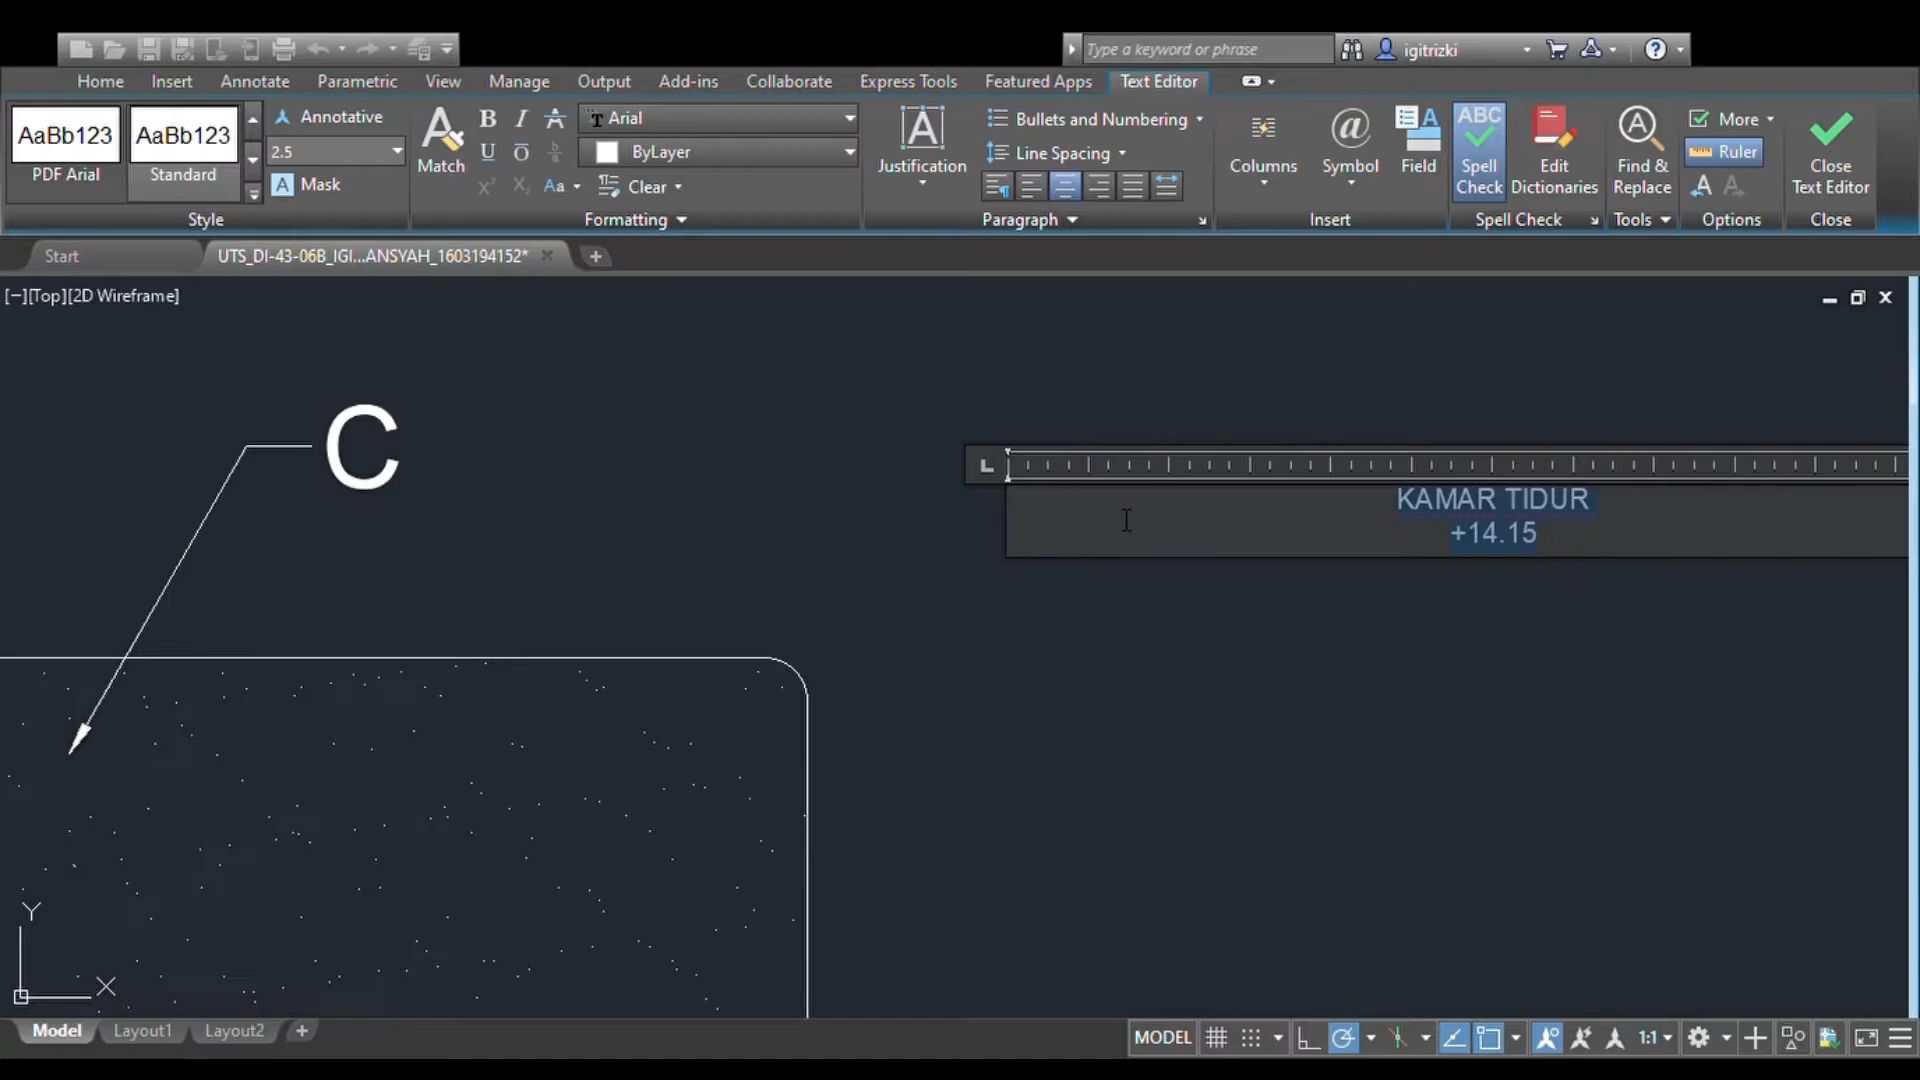 Type a keyword or phrase
igitrizki
Home Insert Annotate Parametric View Manage Output Add-ins Collaborate Express Tools Featured Apps Text Editor
AaBb123
PDF Arial
AaBb123
Standard
Annotative
2.5
Mask
Style
Match
Arial
ByLayer
Clear
Formatting
Justification
Bullets and Numbering
Line Spacing
Paragraph
Columns
Symbol
Field
Insert
ABC
Spell Check
Edit Dictionaries
Spell Check
Find & Replace
Tools
More
Ruler
Options
Close Text Editor
Close
Start
UTS_DI-43-06B_IGI...ANSYAH_1603194152*
[−][Top][2D Wireframe]
C
KAMAR TIDUR
+14.15
Y
X
Model Layout1 Layout2
MODEL
1:1